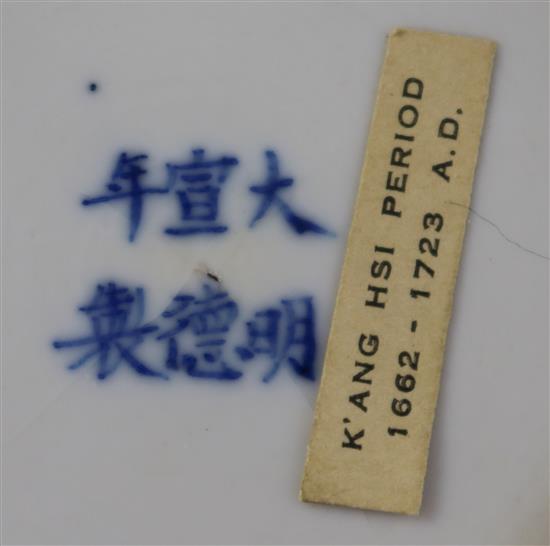 大明
宣德
年製
K'ANG HSI PERIOD
1662 - 1723 A.D.